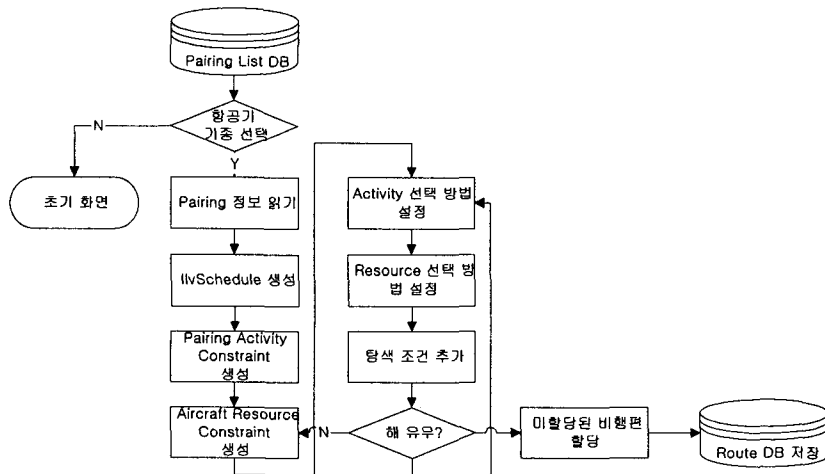 Pairing List DB
항공기
기종 선택
N
Y
초기 화면
Pairing 정보 읽기
IlvSchedule 생성
Pairing Activity
Constraint
생성
Aircraft Resource
Constraint
생성
Activity 선택 방법
설정
Resource 선택 방
법 설정
탐색 조건 추가
해 유무?
N
미할당된 비행편
할당
Route DB 저장